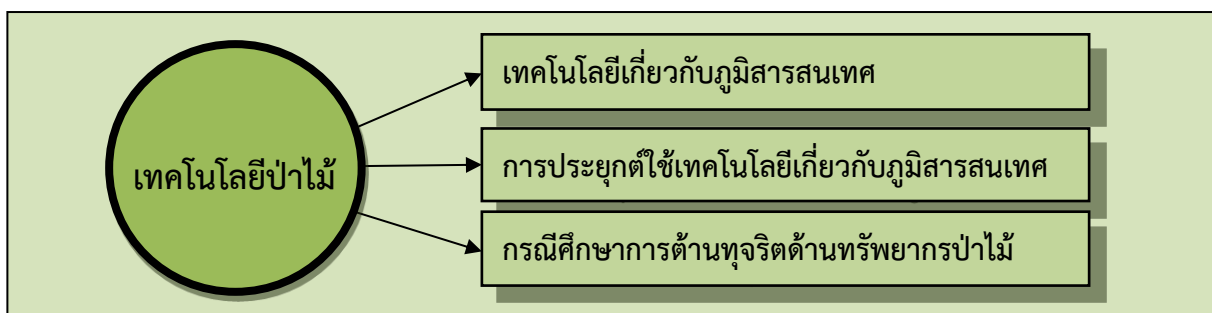 เทคโนโลยีป่าไม้
เทคโนโลยีเกี่ยวกับภูมิสารสนเทศ
การประยุกต์ใช้เทคโนโลยีเกี่ยวกับภูมิสารสนเทศ
กรณีศึกษาการต้านทุจริตด้านทรัพยากรป่าไม้